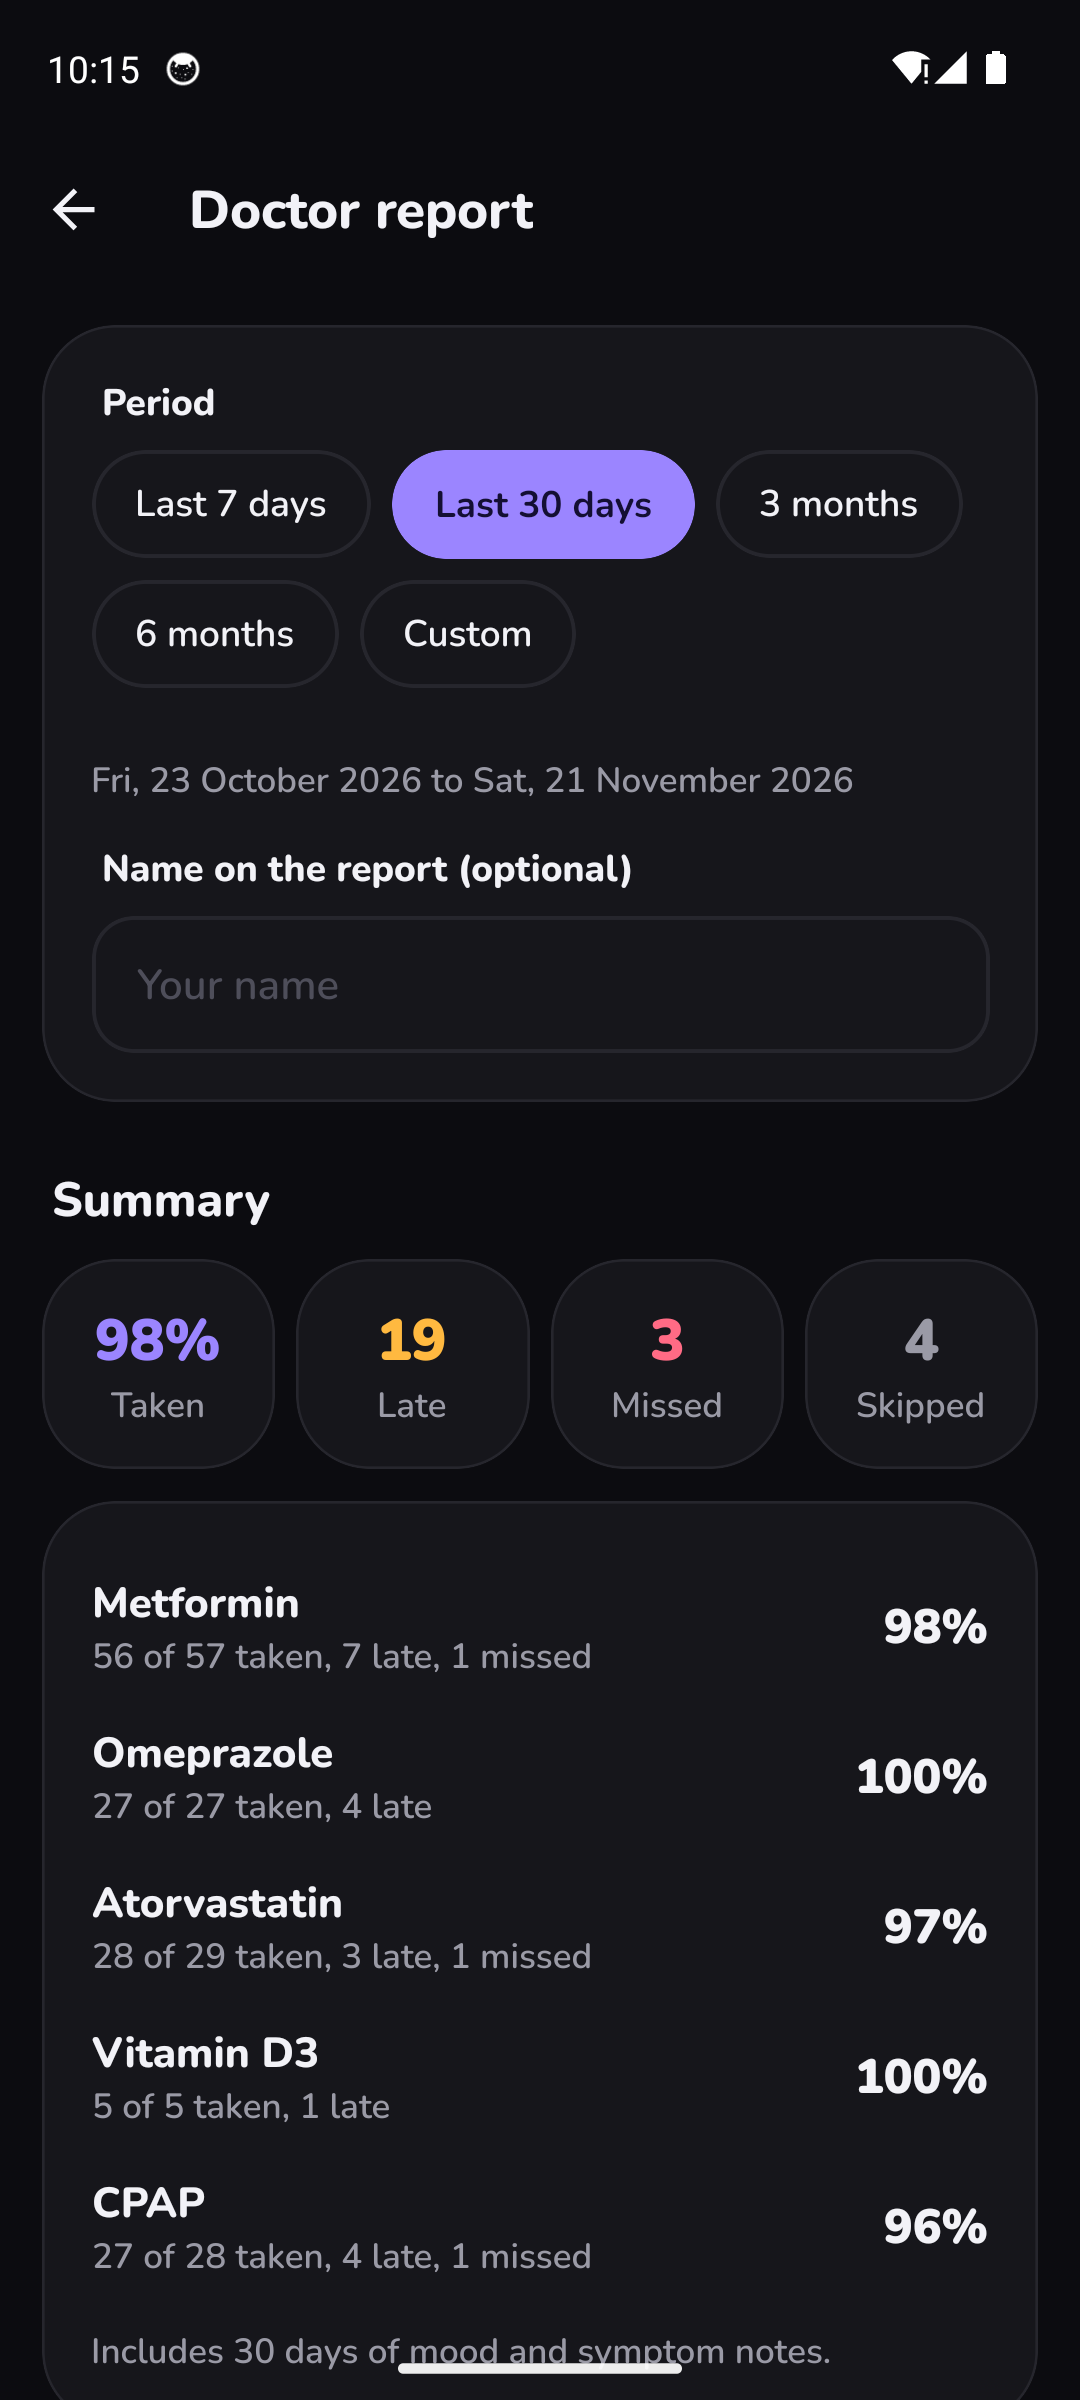 10:15
Doctor report
Period
Last 7 days
Last 30 days
3 months
6 months
Custom
Fri, 23 October 2026 to Sat, 21 November 2026
Name on the report (optional)
Your name
Summary
98%
Taken
19
Late
3
Missed
4
Skipped
Metformin
56 of 57 taken, 7 late, 1 missed
98%
Omeprazole
27 of 27 taken, 4 late
100%
Atorvastatin
28 of 29 taken, 3 late, 1 missed
97%
Vitamin D3
5 of 5 taken, 1 late
100%
CPAP
27 of 28 taken, 4 late, 1 missed
96%
Includes 30 days of mood and symptom notes.